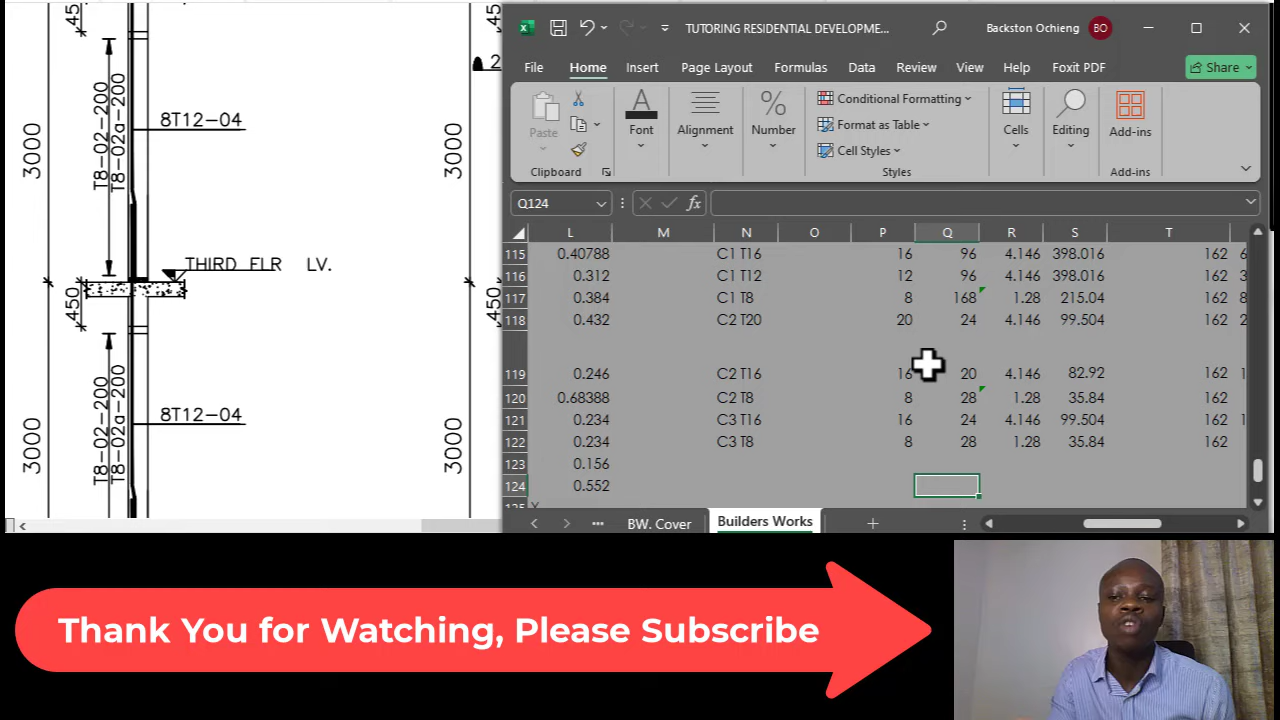 45
3000
T8-02-200
T8-02a-200
8T12-04
THIRD FLR LV.
450
T8-02-200
T8-02a-200
8T12-04
3000
45
2
3000
450
3000
TUTORING RESIDENTIAL DEVELOPME...
Backston Ochieng
BO
File Home Insert Page Layout Formulas Data Review View Help Foxit PDF
Share
Paste
Clipboard
Font
Alignment
Number
Conditional Formatting
Format as Table
Cell Styles
Styles
Cells
Editing
Add-ins
Add-ins
Q124
fx
L M N O P Q R S T
115 0.40788 C1 T16 16 96 4.146 398.016 162 6
116 0.312 C1 T12 12 96 4.146 398.016 162 3
117 0.384 C1 T8 8 168 1.28 215.04 162 8
118 0.432 C2 T20 20 24 4.146 99.504 162 2
119 0.246 C2 T16 16 20 4.146 82.92 162 1
120 0.68388 C2 T8 8 28 1.28 35.84 162
121 0.234 C3 T16 16 24 4.146 99.504 162 1
122 0.234 C3 T8 8 28 1.28 35.84 162
123 0.156
124 0.552
BW. Cover
Builders Works
Thank You for Watching, Please Subscribe